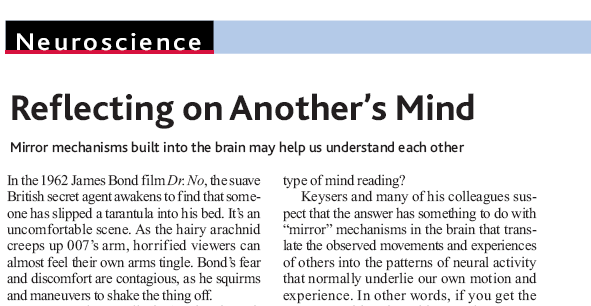 Neuroscience
Reflecting on Another's Mind
Mirror mechanisms built into the brain may help us understand each other
In the 1962 James Bond film Dr. No, the suave
British secret agent awakens to find that some-
one has slipped a tarantula into his bed. It's an
uncomfortable scene. As the hairy arachnid
creeps up 007's arm, horrified viewers can
almost feel their own arms tingle. Bond's fear
and discomfort are contagious, as he squirms
and maneuvers to shake the thing off.
type of mind reading?
Keysers and many of his colleagues sus-
pect that the answer has something to do with
“mirror” mechanisms in the brain that trans-
late the observed movements and experiences
of others into the patterns of neural activity
that normally underlie our own motion and
experience. In other words, if you get the